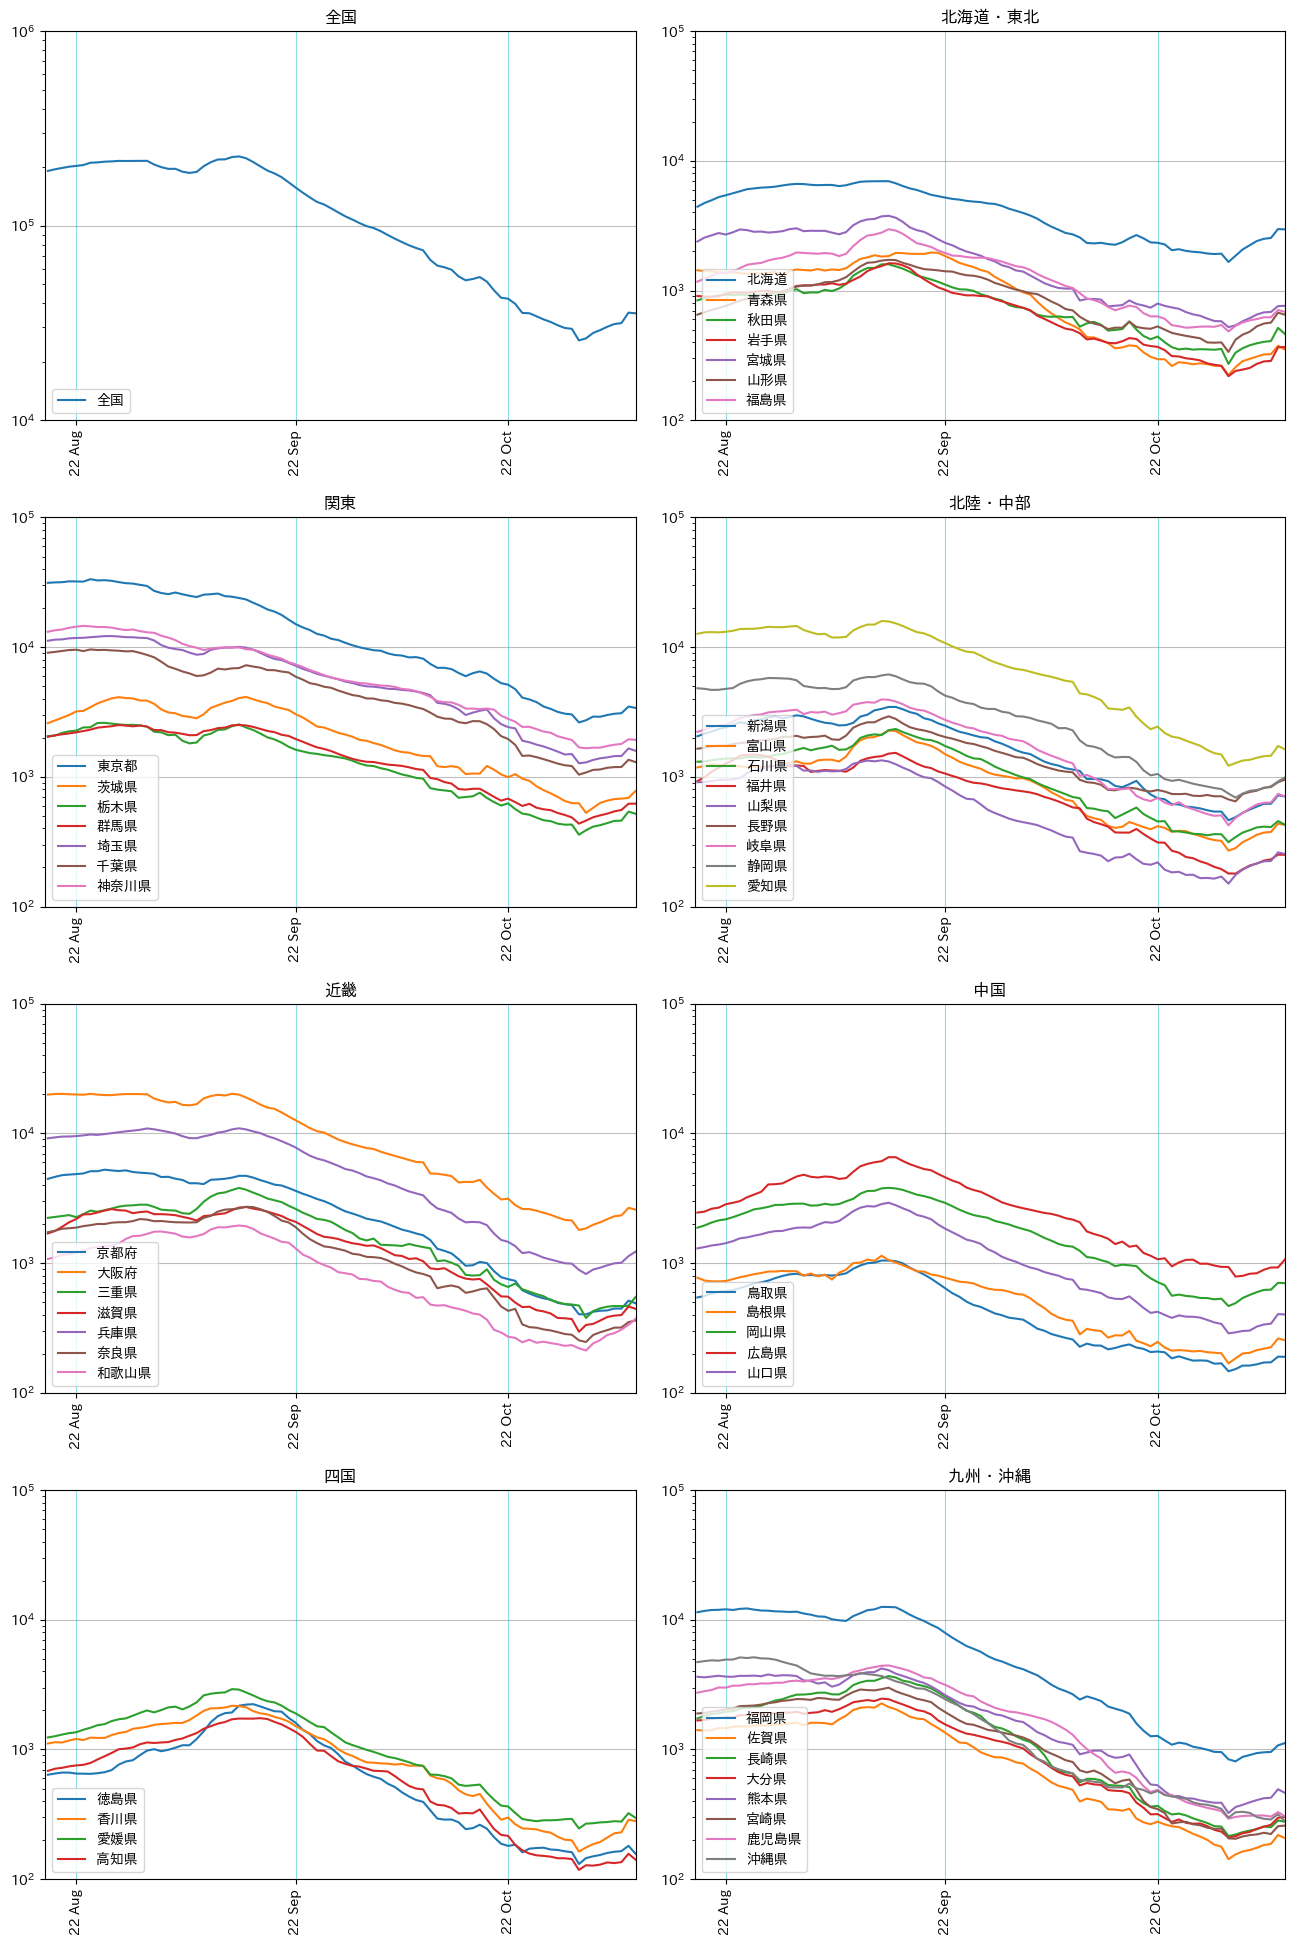 全国
10^6
10^5
10^4
22 Aug
22 Sep
22 Oct
全国
北海道・東北
10^5
10^4
10^3
10^2
22 Aug
22 Sep
22 Oct
北海道
青森県
秋田県
岩手県
宮城県
山形県
福島県
関東
10^5
10^4
10^3
10^2
22 Aug
22 Sep
22 Oct
東京都
茨城県
栃木県
群馬県
埼玉県
千葉県
神奈川県
北陸・中部
10^5
10^4
10^3
10^2
22 Aug
22 Sep
22 Oct
新潟県
富山県
石川県
福井県
山梨県
長野県
岐阜県
静岡県
愛知県
近畿
10^5
10^4
10^3
10^2
22 Aug
22 Sep
22 Oct
京都府
大阪府
三重県
滋賀県
兵庫県
奈良県
和歌山県
中国
10^5
10^4
10^3
10^2
22 Aug
22 Sep
22 Oct
鳥取県
島根県
岡山県
広島県
山口県
四国
10^5
10^4
10^3
10^2
22 Aug
22 Sep
22 Oct
徳島県
香川県
愛媛県
高知県
九州・沖縄
10^5
10^4
10^3
10^2
22 Aug
22 Sep
22 Oct
福岡県
佐賀県
長崎県
大分県
熊本県
宮崎県
鹿児島県
沖縄県